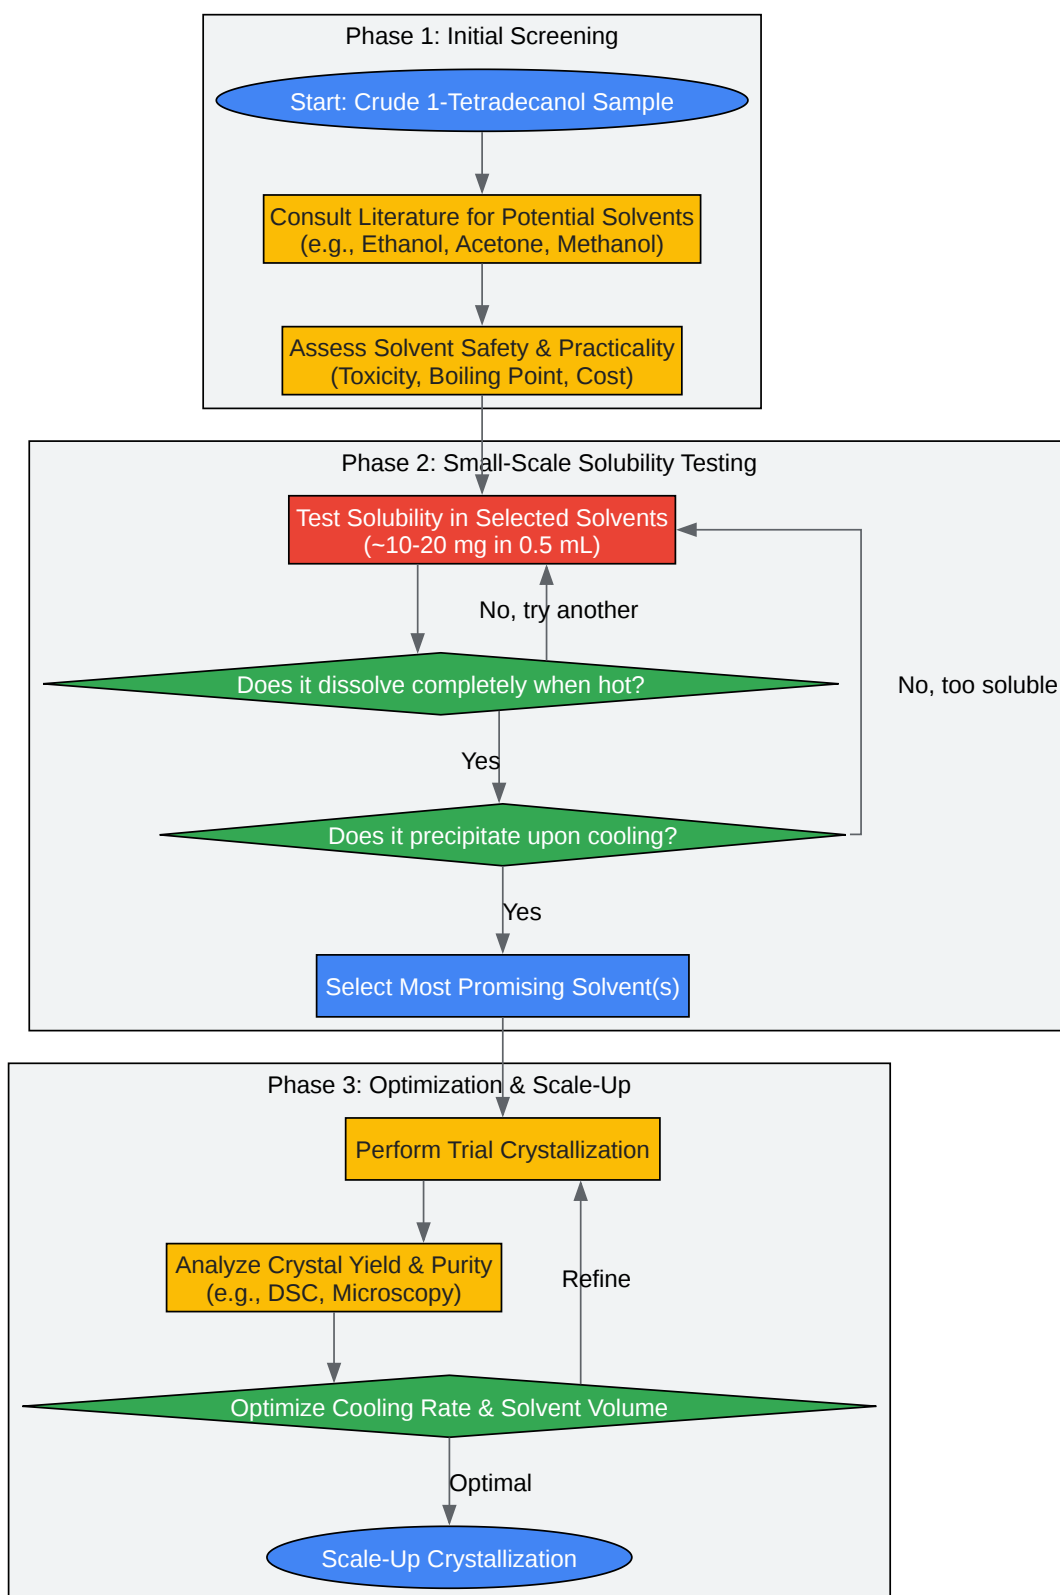 Phase 1: Initial Screening
Start: Crude 1-Tetradecanol Sample
Consult Literature for Potential Solvents
(e.g., Ethanol, Acetone, Methanol)
Assess Solvent Safety & Practicality
(Toxicity, Boiling Point, Cost)
Phase 2: Small-Scale Solubility Testing
Test Solubility in Selected Solvents
(~10-20 mg in 0.5 mL)
No, try another
Does it dissolve completely when hot?
No, too soluble
Yes
Does it precipitate upon cooling?
Yes
Select Most Promising Solvent(s)
Phase 3: Optimization & Scale-Up
Perform Trial Crystallization
Analyze Crystal Yield & Purity
(e.g., DSC, Microscopy)
Refine
Optimize Cooling Rate & Solvent Volume
Optimal
Scale-Up Crystallization